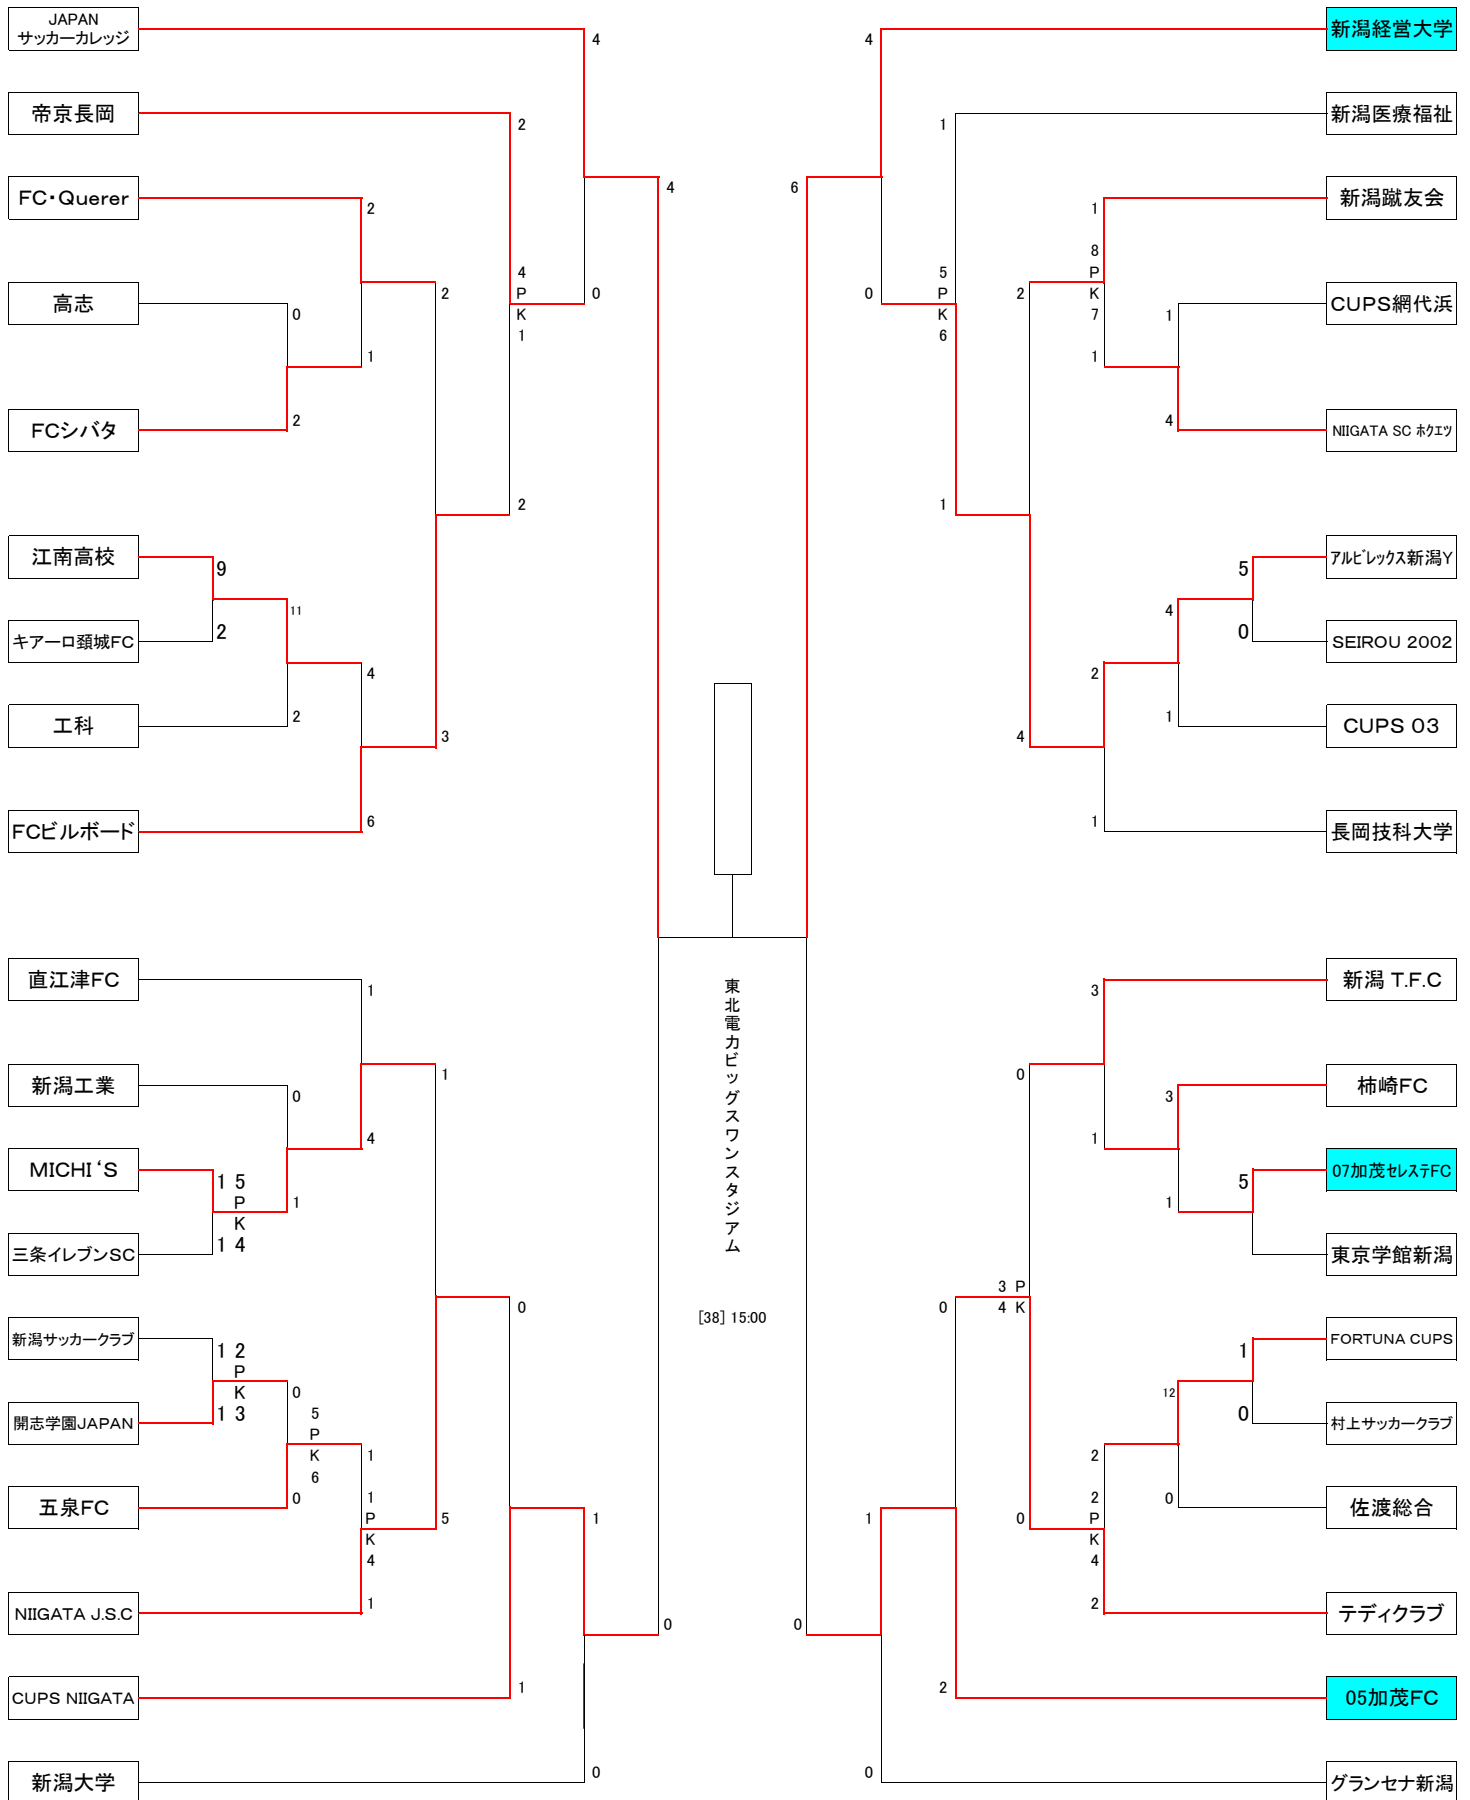 JAPAN
サッカーカレッジ
4
帝京長岡
2
FC・Querer
2
4
4
P
K
1
0
2
高志
0
1
FCシバタ
2
2
江南高校
9
11
キアーロ頚城FC
2
4
工科
2
3
FCビルボード
6
直江津FC
1
新潟工業
0
1
MICHI‘S
1 5
P
K
1 4
4
1
三条イレブンSC
新潟サッカークラブ
1 2
P
K
1 3
0
0
開志学園JAPAN
5
P
K
6
1
五泉FC
0
1
P
K
4
5
1
NIIGATA J.S.C
1
0
CUPS NIIGATA
1
新潟大学
0
東北電力ビッグスワンスタジアム
[38] 15:00
新潟経営大学
4
新潟医療福祉
1
6
新潟蹴友会
1
8
P
K
7
5
P
K
6
0
2
CUPS網代浜
1
1
NIIGATA SC ホクエツ
4
1
アルビレックス新潟Y
5
4
SEIROU 2002
0
2
CUPS 03
1
4
長岡技科大学
1
新潟 T.F.C
3
0
柿崎FC
3
1
07加茂セレステFC
5
1
東京学館新潟
3 P
4 K
0
FORTUNA CUPS
1
12
村上サッカークラブ
0
2
佐渡総合
0
2
P
K
4
0
1
テディクラブ
2
0
05加茂FC
2
グランセナ新潟
0